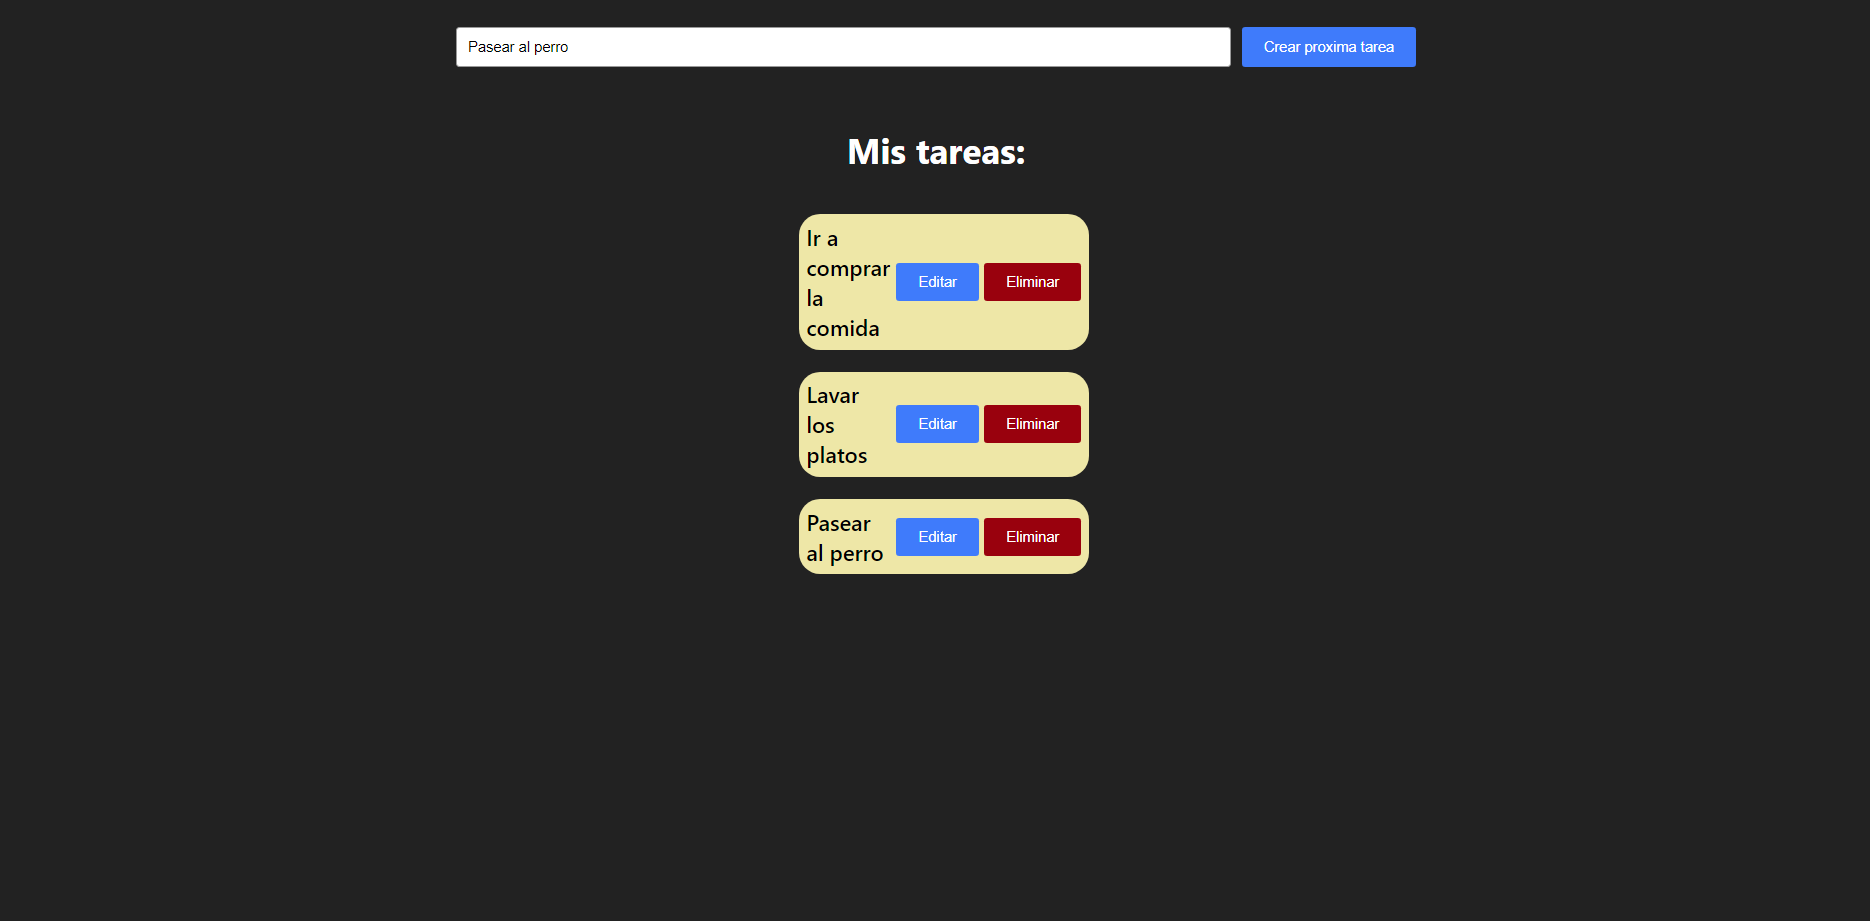 Pasear al perro
Crear proxima tarea
Mis tareas:
Ir a
comprar
la
comida
Editar
Eliminar
Lavar
los
platos
Editar
Eliminar
Pasear
al perro
Editar
Eliminar